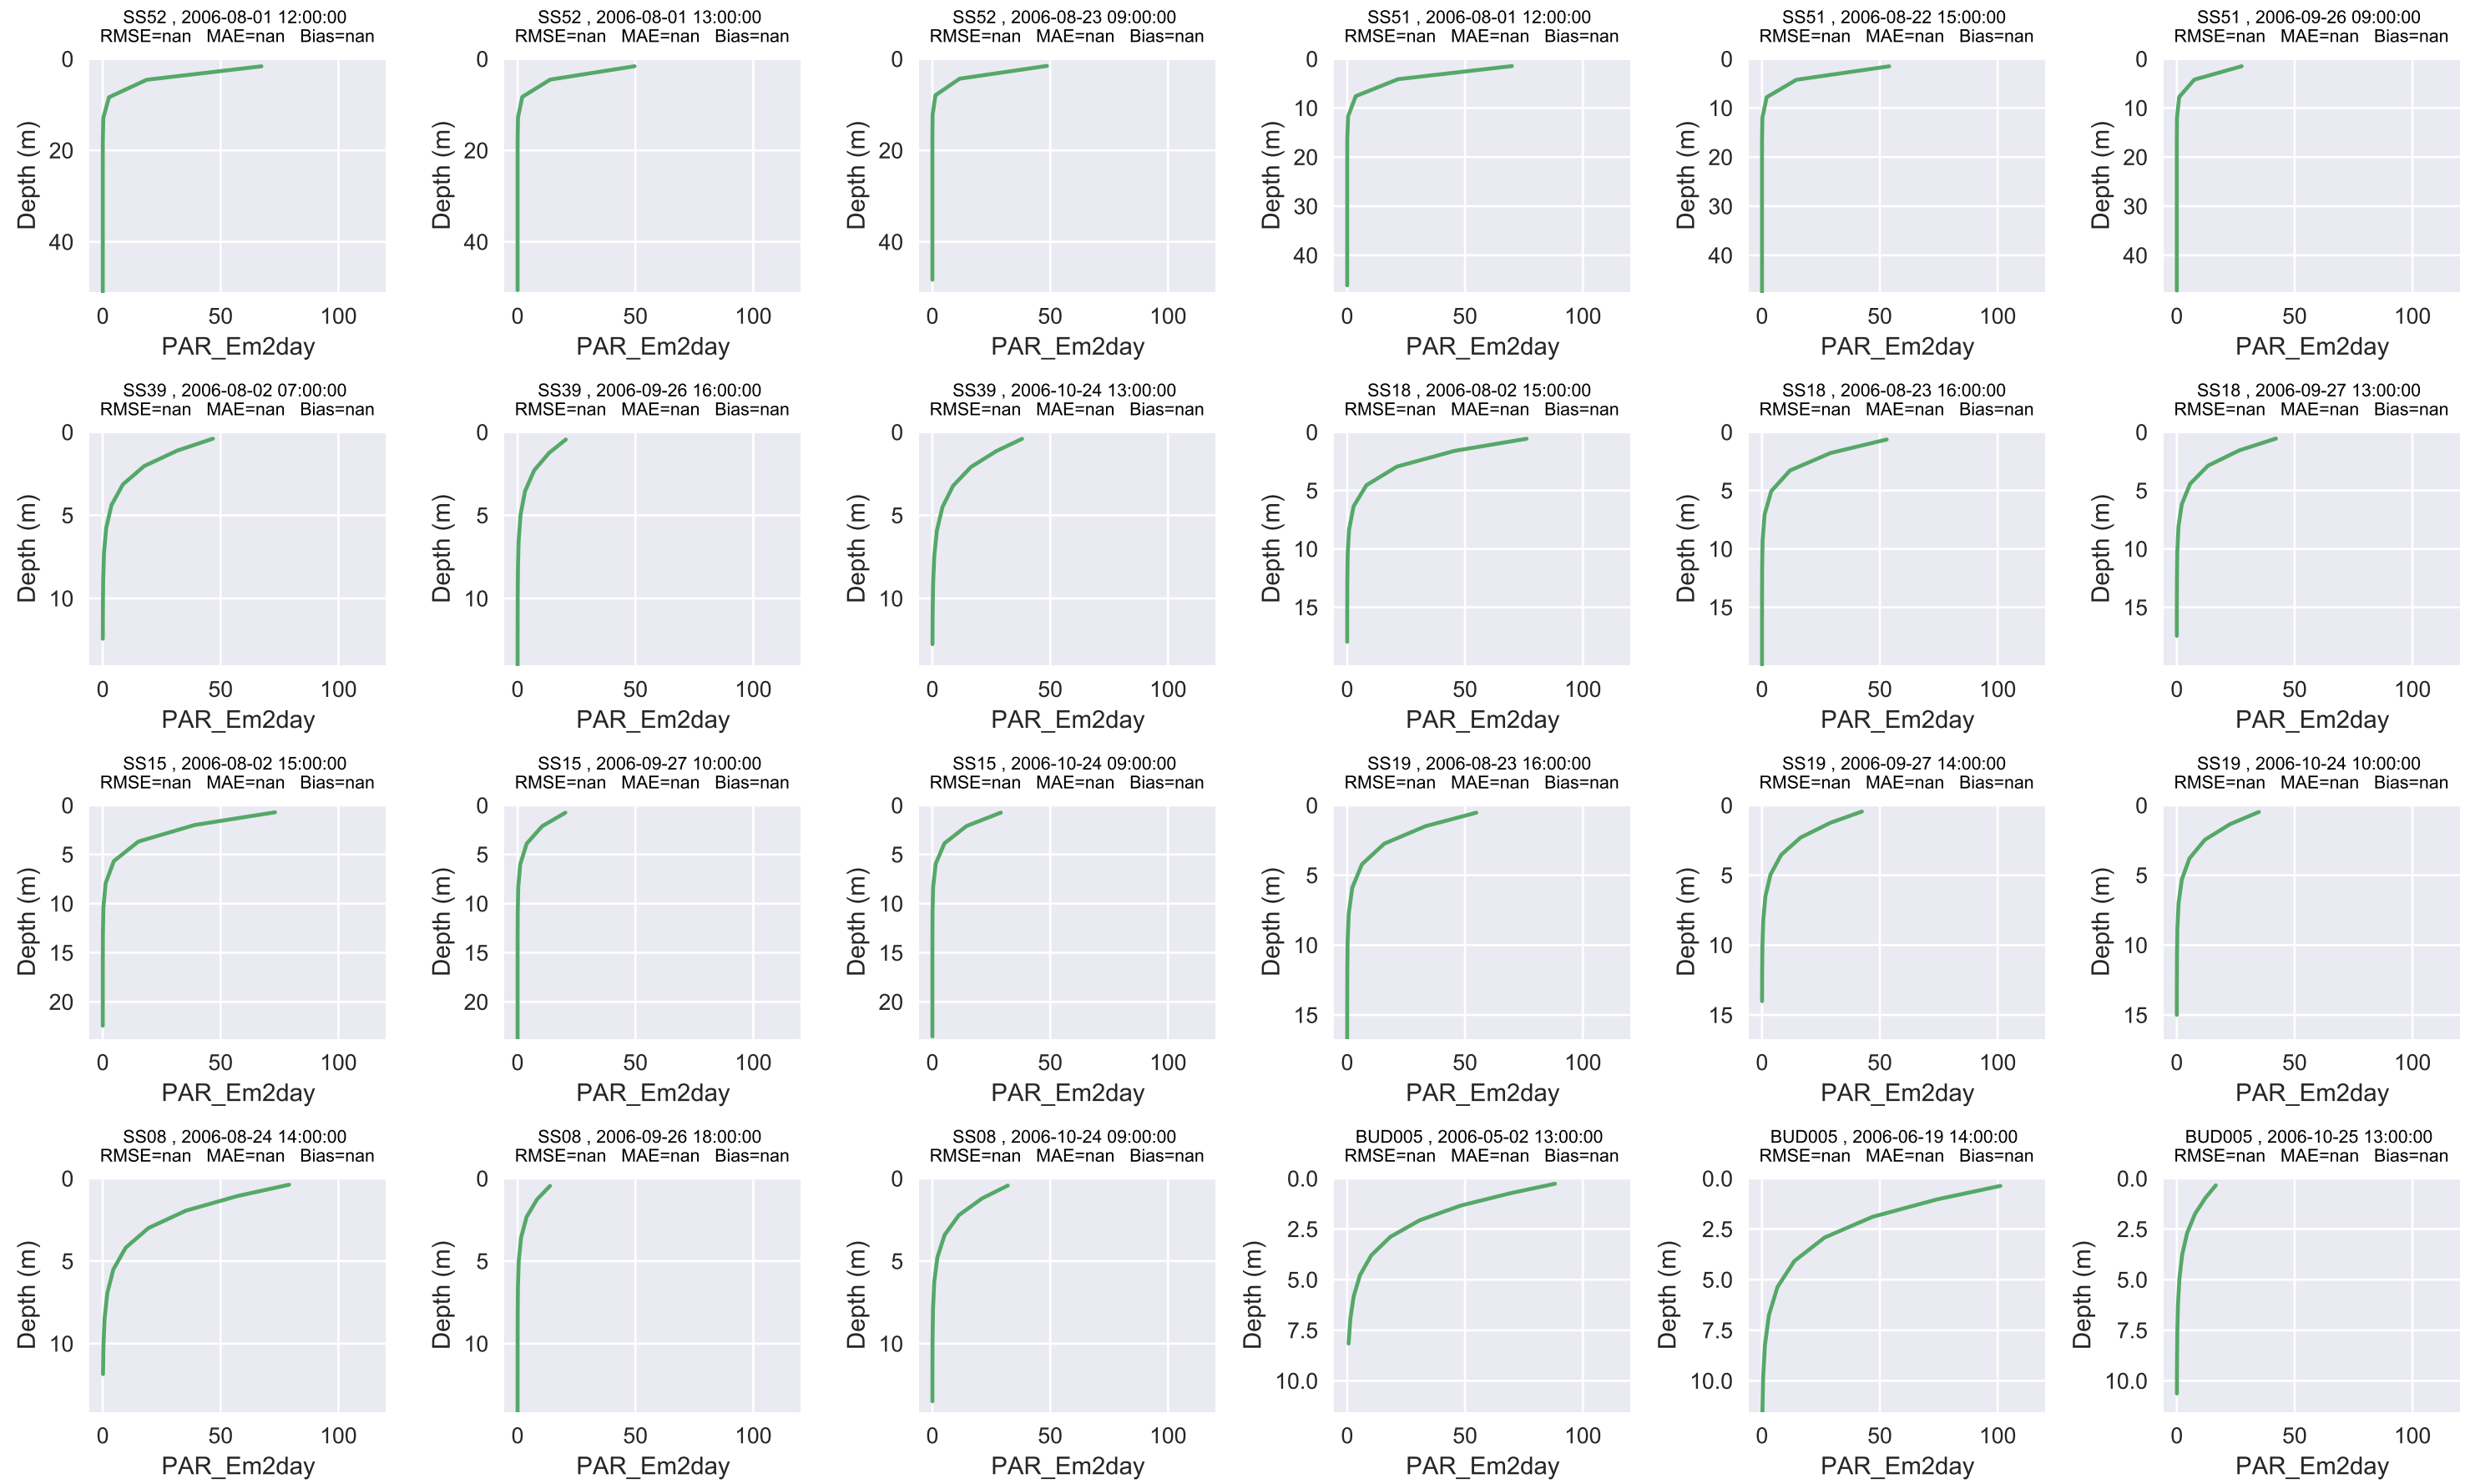 SS52 , 2006-08-01 12:00:00
RMSE=nan MAE=nan Bias=nan
0
20
40
Depth (m)
0 50 100
PAR_Em2day
SS52 , 2006-08-01 13:00:00
RMSE=nan MAE=nan Bias=nan
0
20
40
Depth (m)
0 50 100
PAR_Em2day
SS52 , 2006-08-23 09:00:00
RMSE=nan MAE=nan Bias=nan
0
20
40
Depth (m)
0 50 100
PAR_Em2day
SS51 , 2006-08-01 12:00:00
RMSE=nan MAE=nan Bias=nan
0
10
20
30
40
Depth (m)
0 50 100
PAR_Em2day
SS51 , 2006-08-22 15:00:00
RMSE=nan MAE=nan Bias=nan
0
10
20
30
40
Depth (m)
0 50 100
PAR_Em2day
SS51 , 2006-09-26 09:00:00
RMSE=nan MAE=nan Bias=nan
0
10
20
30
40
Depth (m)
0 50 100
PAR_Em2day
SS39 , 2006-08-02 07:00:00
RMSE=nan MAE=nan Bias=nan
0
5
10
Depth (m)
0 50 100
PAR_Em2day
SS39 , 2006-09-26 16:00:00
RMSE=nan MAE=nan Bias=nan
0
5
10
Depth (m)
0 50 100
PAR_Em2day
SS39 , 2006-10-24 13:00:00
RMSE=nan MAE=nan Bias=nan
0
5
10
Depth (m)
0 50 100
PAR_Em2day
SS18 , 2006-08-02 15:00:00
RMSE=nan MAE=nan Bias=nan
0
5
10
15
Depth (m)
0 50 100
PAR_Em2day
SS18 , 2006-08-23 16:00:00
RMSE=nan MAE=nan Bias=nan
0
5
10
15
Depth (m)
0 50 100
PAR_Em2day
SS18 , 2006-09-27 13:00:00
RMSE=nan MAE=nan Bias=nan
0
5
10
15
Depth (m)
0 50 100
PAR_Em2day
SS15 , 2006-08-02 15:00:00
RMSE=nan MAE=nan Bias=nan
0
5
10
15
20
Depth (m)
0 50 100
PAR_Em2day
SS15 , 2006-09-27 10:00:00
RMSE=nan MAE=nan Bias=nan
0
5
10
15
20
Depth (m)
0 50 100
PAR_Em2day
SS15 , 2006-10-24 09:00:00
RMSE=nan MAE=nan Bias=nan
0
5
10
15
20
Depth (m)
0 50 100
PAR_Em2day
SS19 , 2006-08-23 16:00:00
RMSE=nan MAE=nan Bias=nan
0
5
10
15
Depth (m)
0 50 100
PAR_Em2day
SS19 , 2006-09-27 14:00:00
RMSE=nan MAE=nan Bias=nan
0
5
10
15
Depth (m)
0 50 100
PAR_Em2day
SS19 , 2006-10-24 10:00:00
RMSE=nan MAE=nan Bias=nan
0
5
10
15
Depth (m)
0 50 100
PAR_Em2day
SS08 , 2006-08-24 14:00:00
RMSE=nan MAE=nan Bias=nan
0
5
10
Depth (m)
0 50 100
PAR_Em2day
SS08 , 2006-09-26 18:00:00
RMSE=nan MAE=nan Bias=nan
0
5
10
Depth (m)
0 50 100
PAR_Em2day
SS08 , 2006-10-24 09:00:00
RMSE=nan MAE=nan Bias=nan
0
5
10
Depth (m)
0 50 100
PAR_Em2day
BUD005 , 2006-05-02 13:00:00
RMSE=nan MAE=nan Bias=nan
0.0
2.5
5.0
7.5
10.0
Depth (m)
0 50 100
PAR_Em2day
BUD005 , 2006-06-19 14:00:00
RMSE=nan MAE=nan Bias=nan
0.0
2.5
5.0
7.5
10.0
Depth (m)
0 50 100
PAR_Em2day
BUD005 , 2006-10-25 13:00:00
RMSE=nan MAE=nan Bias=nan
0.0
2.5
5.0
7.5
10.0
Depth (m)
0 50 100
PAR_Em2day